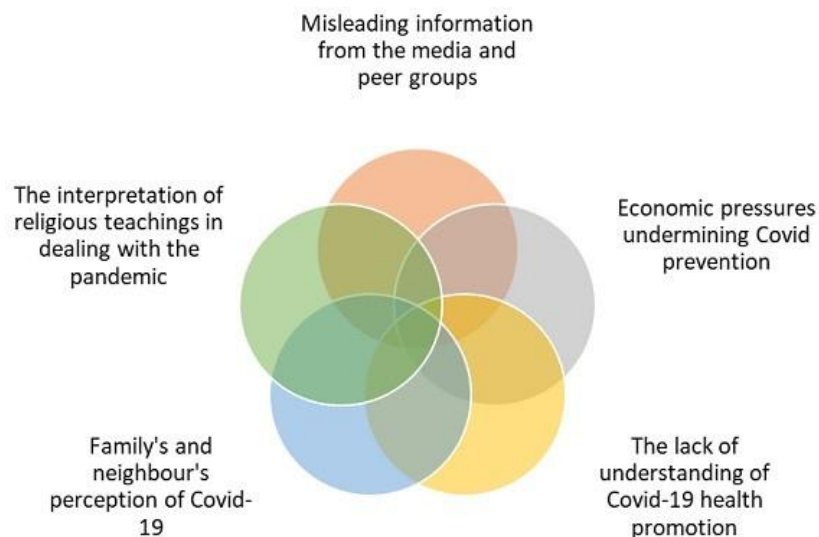 Misleading information
from the media and
peer groups
The interpretation of
religious teachings in
dealing with the
pandemic
Economic pressures
undermining Covid
prevention
Family's and
neighbour's
perception of Covid-
19
The lack of
understanding of
Covid-19 health
promotion